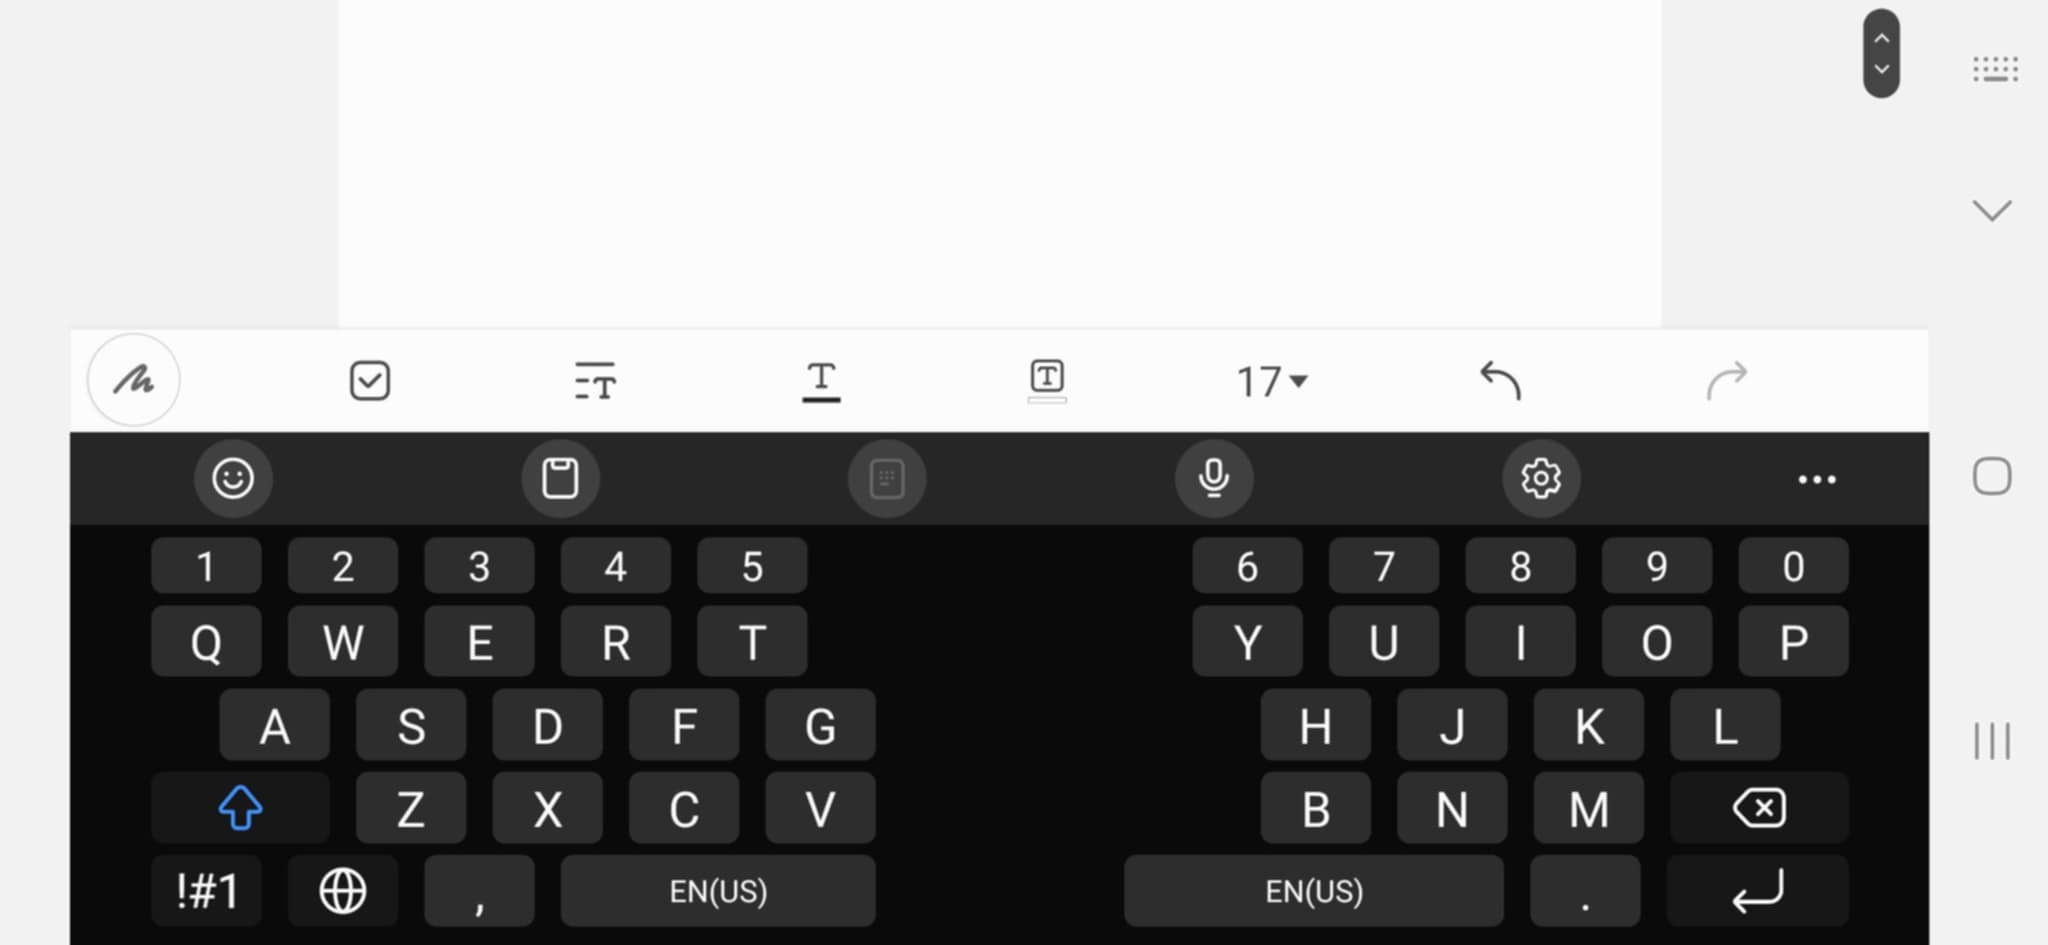 17
1 2 3 4 5 6 7 8 9 0
Q W E R T Y U I O P
A S D F G H J K L
Z X C V B N M
!#1 , EN(US) EN(US) .